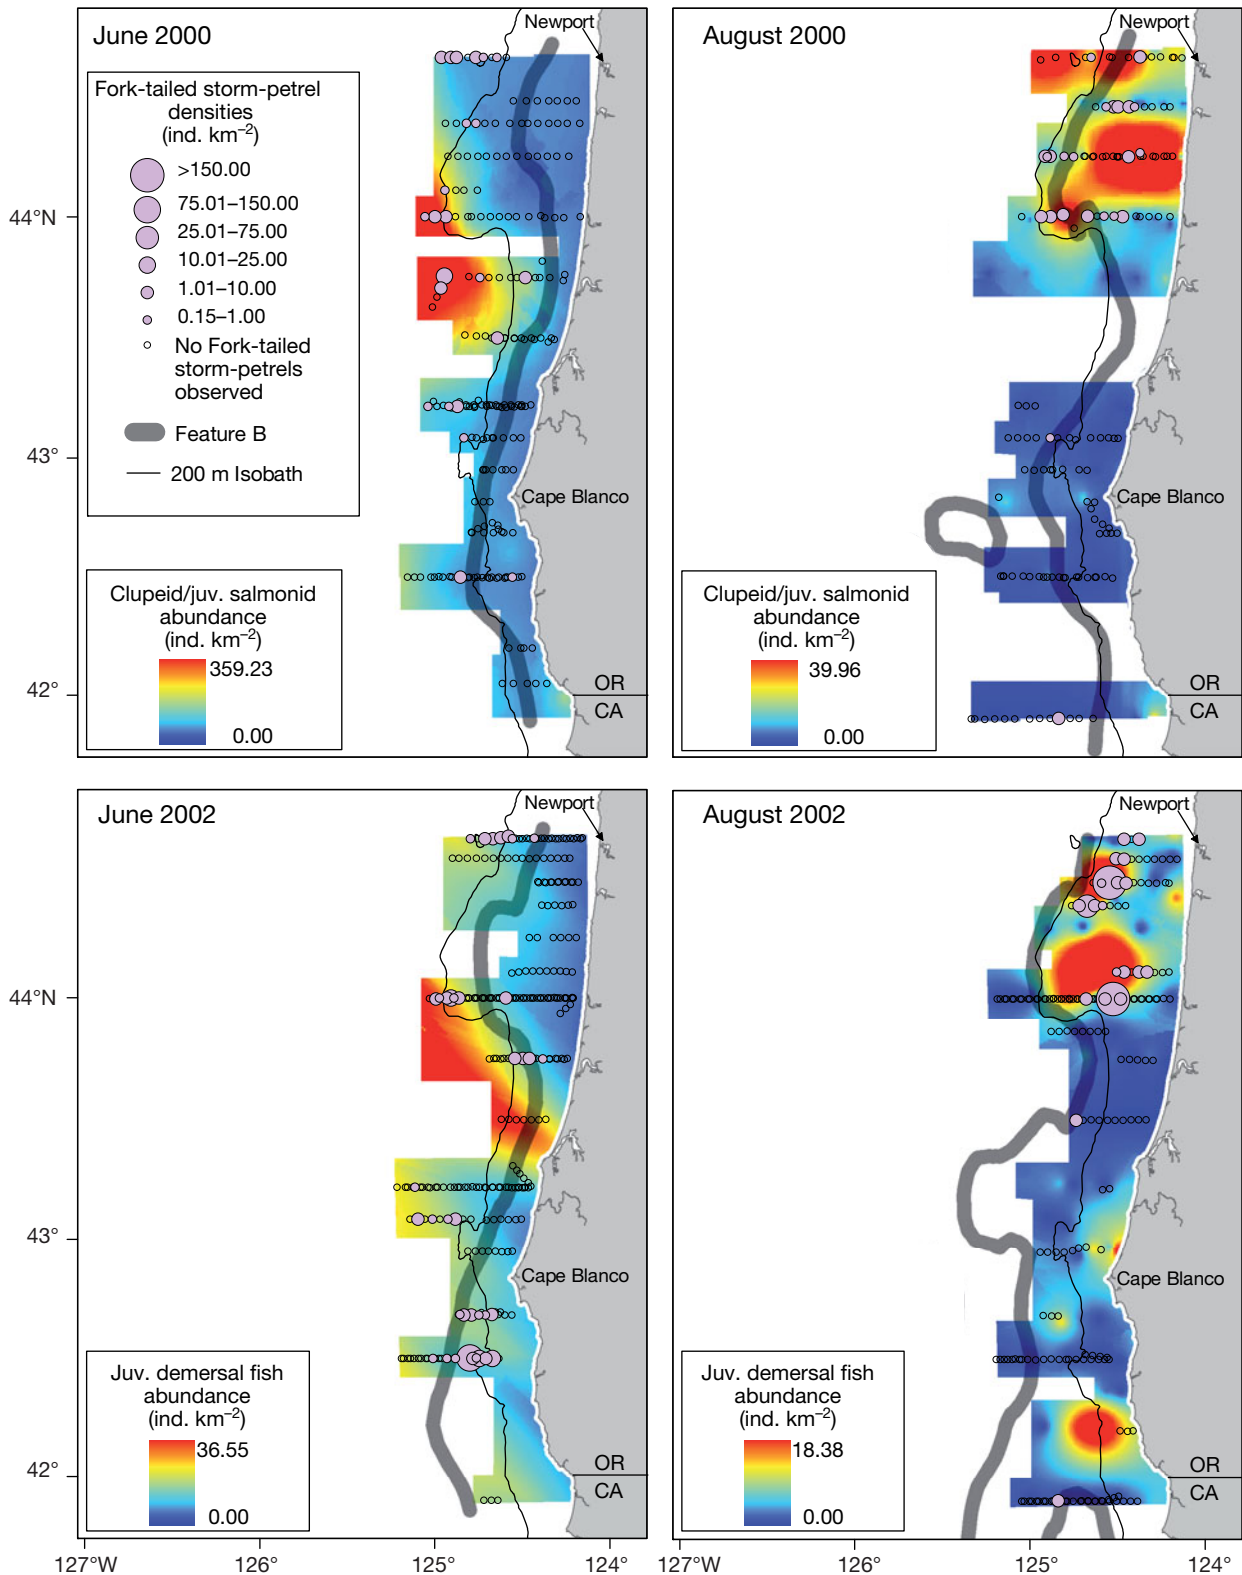 June 2000
Newport
Fork-tailed storm-petrel
densities
(ind. km⁻²)
>150.00
75.01–150.00
25.01–75.00
10.01–25.00
1.01–10.00
0.15–1.00
No Fork-tailed
storm-petrels
observed
Feature B
200 m Isobath
44°N
43°
42°
Cape Blanco
Clupeid/juv. salmonid
abundance
(ind. km⁻²)
359.23
0.00
OR
CA
August 2000
Newport
Cape Blanco
Clupeid/juv. salmonid
abundance
(ind. km⁻²)
39.96
0.00
OR
CA
June 2002
Newport
44°N
43°
42°
Cape Blanco
Juv. demersal fish
abundance
(ind. km⁻²)
36.55
0.00
OR
CA
127°W
126°
125°
124°
August 2002
Newport
Cape Blanco
Juv. demersal fish
abundance
(ind. km⁻²)
18.38
0.00
OR
CA
127°W
126°
125°
124°